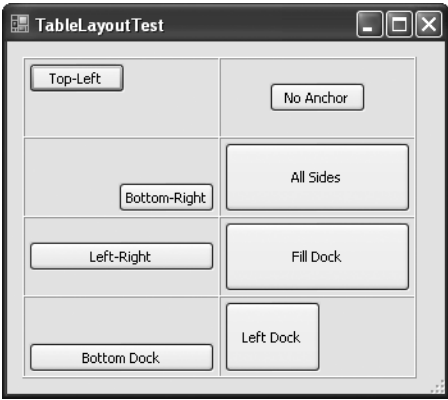 TableLayoutTest
Top-Left
No Anchor
Bottom-Right
All Sides
Left-Right
Fill Dock
Bottom Dock
Left Dock